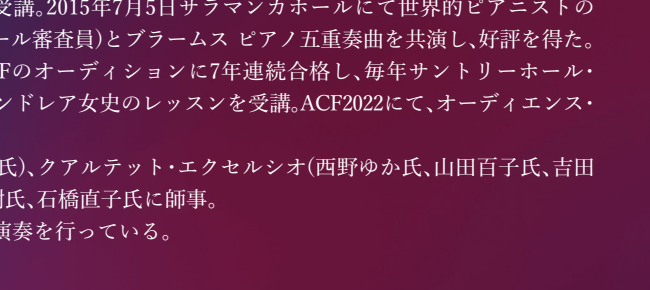 受講。2015年7月5日サラマンカホールにて世界的ピアニストの
ール審査員)とブラームス ピアノ五重奏曲を共演し、好評を得た。
Fのオーディションに7年連続合格し、毎年サントリーホール・
ンドレア女史のレッスンを受講。ACF2022にて、オーディエンス・
氏)、クアルテット・エクセルシオ(西野ゆか氏、山田百子氏、吉田
氏、石橋直子氏に師事。
演奏を行っている。